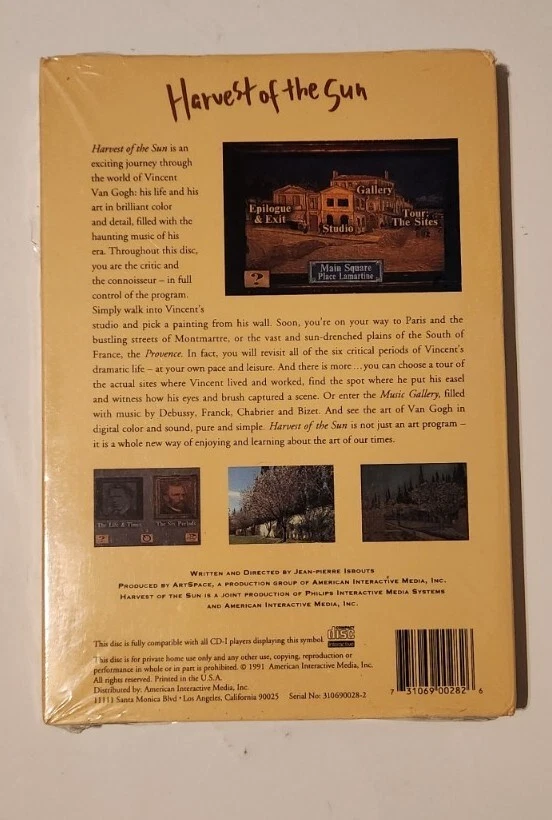 Harvest of the Sun
Harvest of the Sun is an
exciting journey through
the world of Vincent
Van Gogh: his life and his
art in brilliant color
and detail, filled with the
haunting music of his
era. Throughout this disc,
you are the critic and
the connoisseur – in full
control of the program.
Simply walk into Vincent's
studio and pick a painting from his wall. Soon, you're on your way to Paris and the
bustling streets of Montmartre, or the vast and sun-drenched plains of the South of
France, the Provence. In fact, you will revisit all of the six critical periods of Vincent's
dramatic life – at your own pace and leisure. And there is more...you can choose a tour of
the actual sites where Vincent lived and worked, find the spot where he put his easel
and witness how his eyes and brush captured a scene. Or enter the Music Gallery, filled
with music by Debussy, Franck, Chabrier and Bizet. And see the art of Van Gogh in
digital color and sound, pure and simple. Harvest of the Sun is not just an art program –
it is a whole new way of enjoying and learning about the art of our times.
Gallery
Epilogue
& Exit
Tour:
The Sites
Studio
Main Square
Place Lamartine
?
The Life & Times
The Six Periods
?
Written and Directed by Jean-Pierre Isbouts
Produced by ArtSpace, a production group of American Interactive Media, Inc.
Harvest of the Sun is a joint production of Philips Interactive Media Systems
and American Interactive Media, Inc.
This disc is fully compatible with all CD-I players displaying this symbol
COMPACT
disc
Interactive
This disc is for private home use only and any other use, copying, reproduction or
performance in whole or in part is prohibited. © 1991 American Interactive Media, Inc.
All rights reserved. Printed in the U.S.A.
Distributed by: American Interactive Media, Inc.
11111 Santa Monica Blvd • Los Angeles, California 90025 Serial No: 310690028-2
7 31069 00282 6